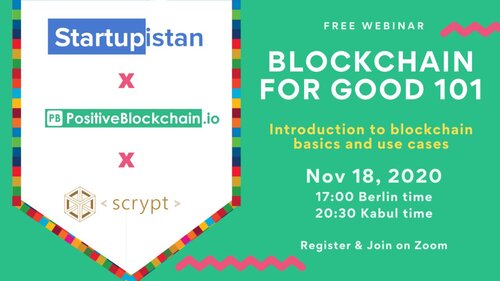 Startupistan
x
PB PositiveBlockchain.io
x
< scrypt >
FREE WEBINAR
BLOCKCHAIN
FOR GOOD 101
Introduction to blockchain
basics and use cases
Nov 18, 2020
17:00 Berlin time
20:30 Kabul time
Register & Join on Zoom